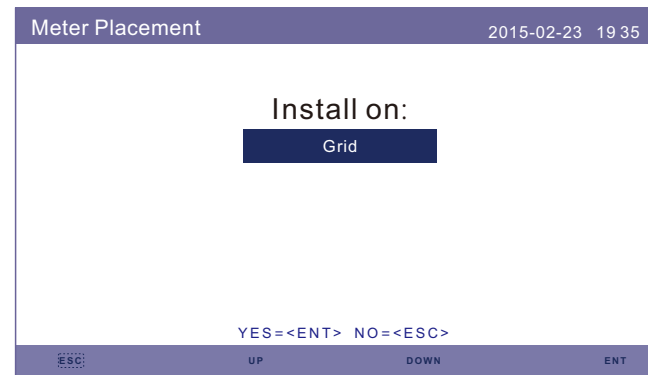 Meter Placement 2015-02-23 19 35
Install on:
Grid
YES=<ENT> NO=<ESC>
ESC UP DOWN ENT